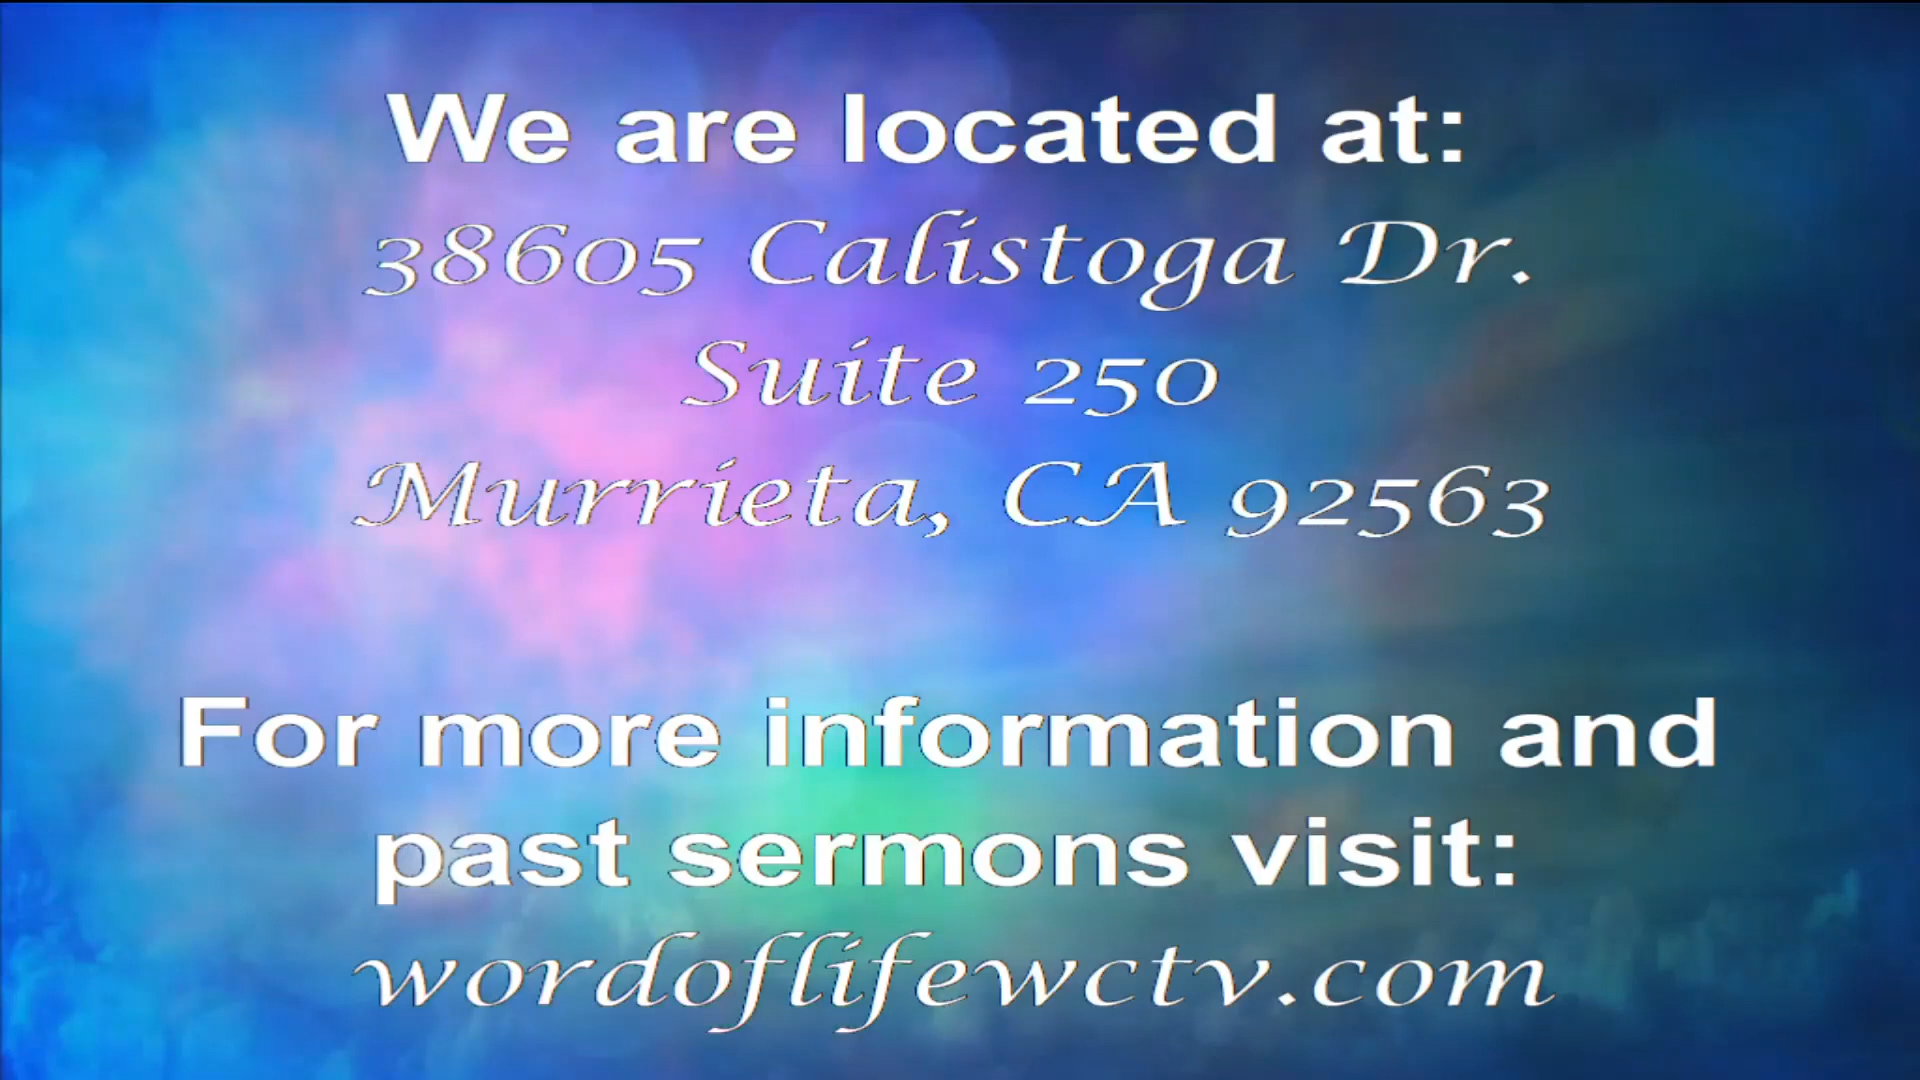 We are located at:
38605 Calistoga Dr.
Suite 250
Murrieta, CA 92563
For more information and
past sermons visit:
wordoflifewctv.com